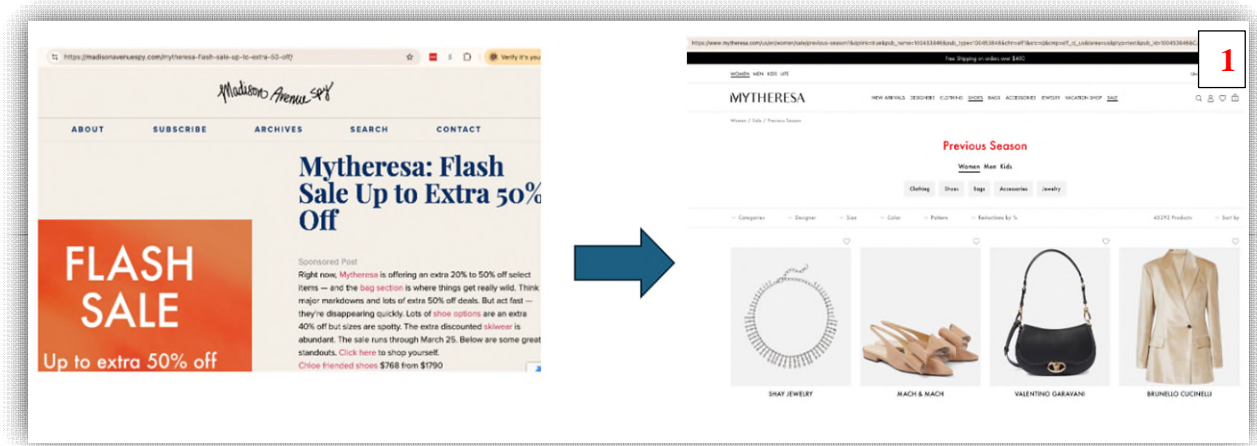 https://madisonavenuespy.com/mytheresa-flash-sale-up-to-extra-50-off/
Verify it's you
Madison Avenue Spy
ABOUT SUBSCRIBE ARCHIVES SEARCH CONTACT
Mytheresa: Flash
Sale Up to Extra 50%
Off
FLASH
SALE
Up to extra 50% off
Sponsored Post
Right now, Mytheresa is offering an extra 20% to 50% off select
items — and the bag section is where things get really wild. Think
major markdowns and lots of extra 50% off deals. But act fast —
they're disappearing quickly. Lots of shoe options are an extra
40% off but sizes are spotty. The extra discounted skiwear is
abundant. The sale runs through March 25. Below are some great
standouts. Click here to shop yourself.
Chloe friended shoes $768 from $1790
1
Free Shipping on orders over $600
WOMEN MEN KIDS LIFE
MYTHERESA
NEW ARRIVALS DESIGNERS CLOTHING SHOES BAGS ACCESSORIES JEWELRY VACATION SHOP SALE
Women / Sale / Previous Season
Previous Season
Women Men Kids
Clothing Shoes Bags Accessories Jewelry
Categories Designer Size Color Pattern Reductions by % Products Sort by
SHAY JEWELRY MACH & MACH VALENTINO GARAVANI BRUNELLO CUCINELLI